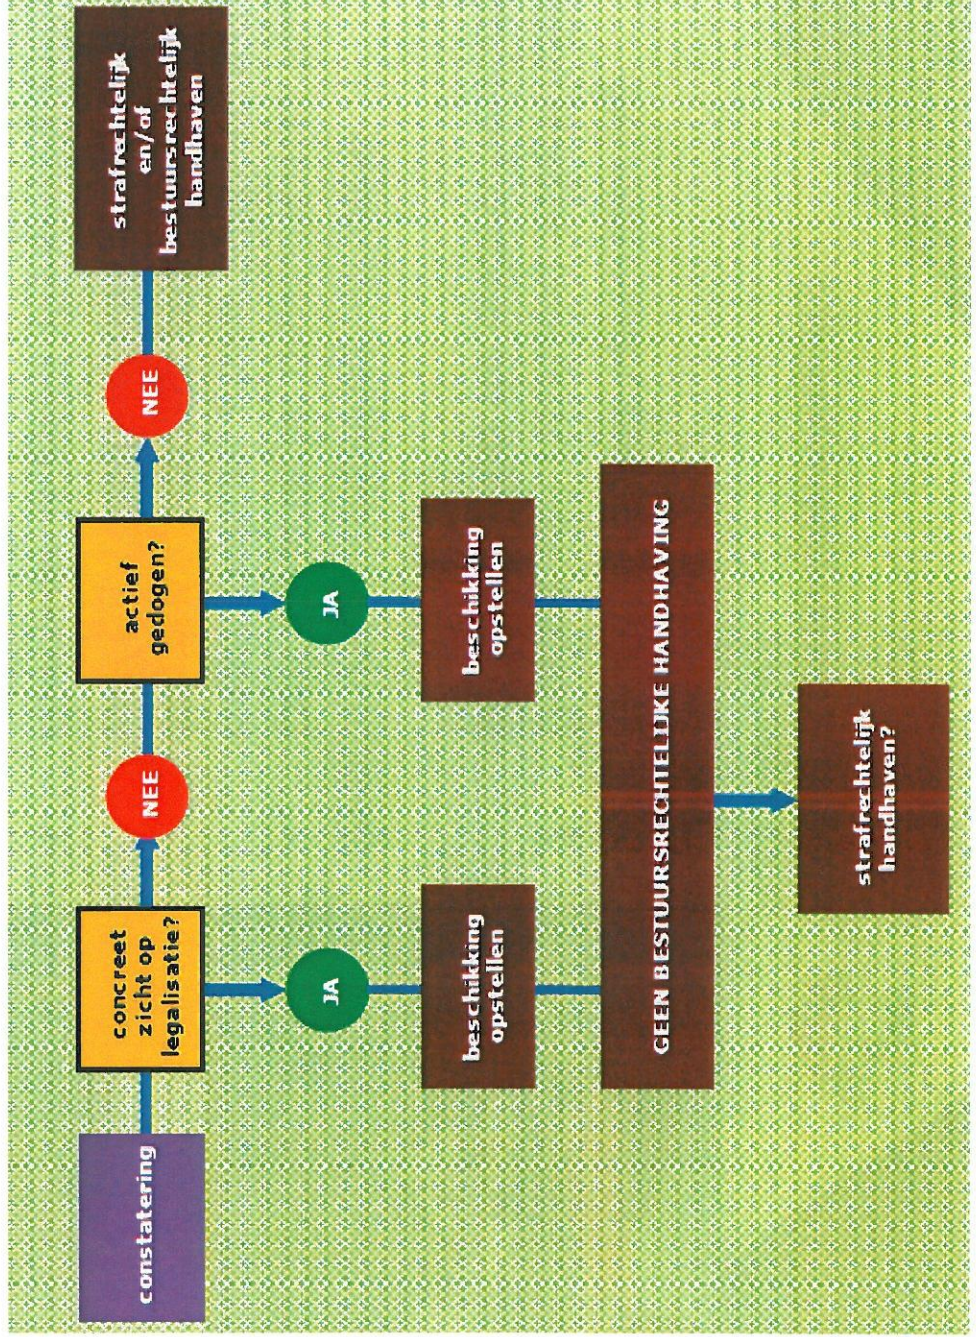 constatering
concreet
zicht op
legalisatie?
NEE
actief
gedogen?
NEE
strafrechtelijk
en/of
bestuursrechtelijk
handhaven
JA
JA
beschikking
opstellen
beschikking
opstellen
GEEN BESTUURSRECHTELIJKE HANDHAVING
strafrechtelijk
handhaven?